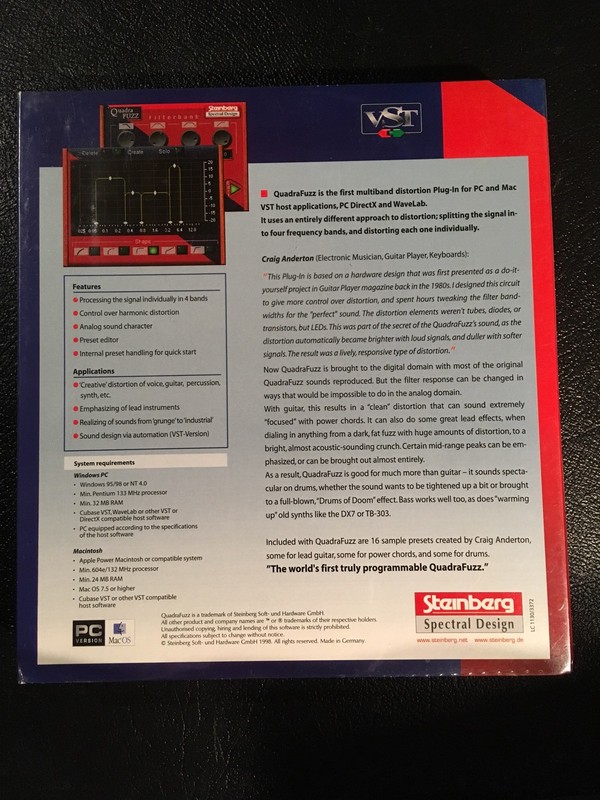 Quadra
FUZZ
Filterbank
Steinberg
Spectral Design
VST
Create
Solo
Shape
QuadraFuzz is the first multiband distortion Plug-In for PC and Mac
VST host applications, PC DirectX and WaveLab.
It uses an entirely different approach to distortion; splitting the signal in-
to four frequency bands, and distorting each one individually.
Craig Anderton (Electronic Musician, Guitar Player, Keyboards):
"This Plug-In is based on a hardware design that was first presented as a do-it-
yourself project in Guitar Player magazine back in the 1980s. I designed this circuit
to give more control over distortion, and spent hours tweaking the filter band-
widths for the "perfect" sound. The distortion elements weren't tubes, diodes, or
transistors, but LEDs. This was part of the secret of the QuadraFuzz's sound, as the
distortion automatically became brighter with loud signals, and duller with softer
signals. The result was a lively, responsive type of distortion."
Now QuadraFuzz is brought to the digital domain with most of the original
QuadraFuzz sounds reproduced. But the filter response can be changed in
ways that would be impossible to do in the analog domain.
With guitar, this results in a "clean" distortion that can sound extremely
"focused" with power chords. It can also do some great lead effects, when
dialing in anything from a dark, fat fuzz with huge amounts of distortion, to a
bright, almost acoustic-sounding crunch. Certain mid-range peaks can be em-
phasized, or can be brought out almost entirely.
As a result, QuadraFuzz is good for much more than guitar – it sounds specta-
cular on drums, whether the sound wants to be tightened up a bit or brought
to a full-blown, "Drums of Doom" effect. Bass works well too, as does "warming
up" old synths like the DX7 or TB-303.
Included with QuadraFuzz are 16 sample presets created by Craig Anderton,
some for lead guitar, some for power chords, and some for drums.
"The world's first truly programmable QuadraFuzz."
Features
Processing the signal individually in 4 bands
Control over harmonic distortion
Analog sound character
Preset editor
Internal preset handling for quick start
Applications
'Creative' distortion of voice, guitar, percussion,
synth, etc.
Emphasizing of lead instruments
Realizing of sounds from 'grunge' to 'industrial'
Sound design via automation (VST-Version)
System requirements
Windows PC
• Windows 95/98 or NT 4.0
• Min. Pentium 133 MHz processor
• Min. 32 MB RAM
• Cubase VST, WaveLab or other VST or
DirectX compatible host software
• PC equipped according to the specifications
of the host software
Macintosh
• Apple Power Macintosh or compatible system
• Min. 604e/132 MHz processor
• Min. 24 MB RAM
• Mac OS 7.5 or higher
• Cubase VST or other VST compatible
host software
PC
VERSION
Mac OS
QuadraFuzz is a trademark of Steinberg Soft- und Hardware GmbH.
All other product and company names are ™ or ® trademarks of their respective holders.
Unauthorised copying, hiring and lending of this software is strictly prohibited.
All specifications subject to change without notice.
© Steinberg Soft- und Hardware GmbH 1998. All rights reserved. Made in Germany.
Steinberg
Spectral Design
www.steinberg.net www.steinberg.de